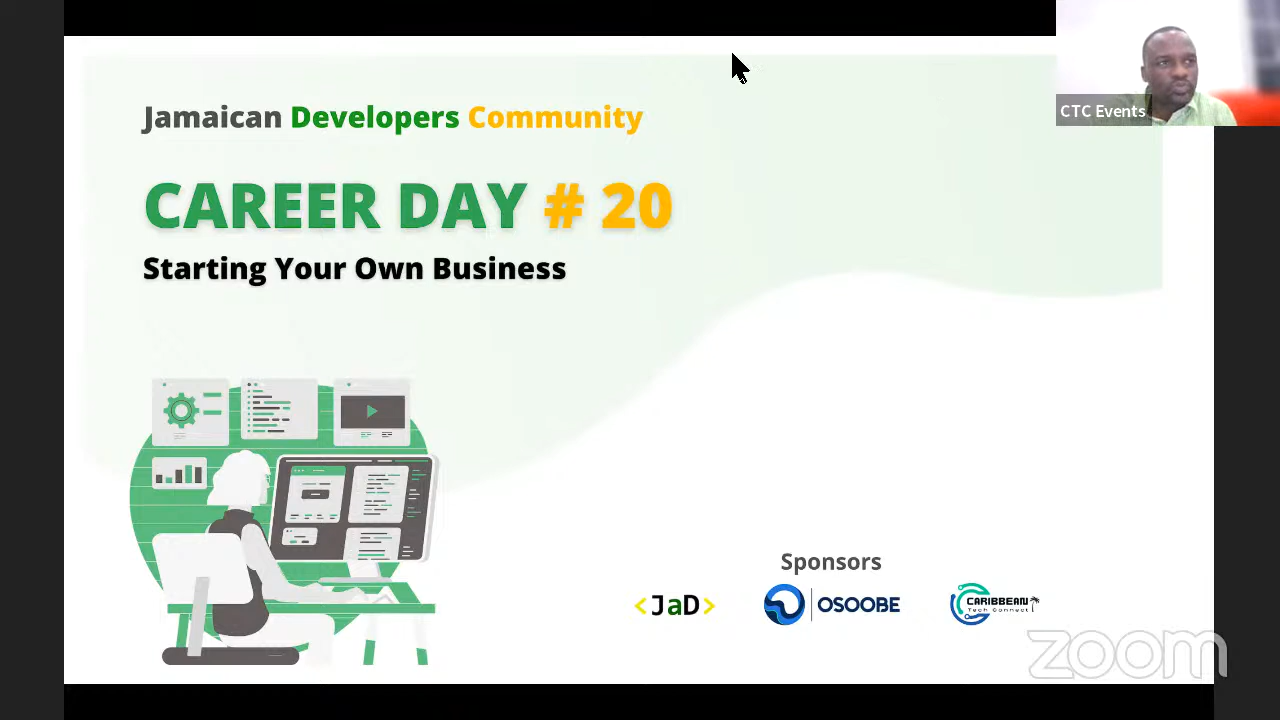 Jamaican Developers Community
CTC Events
CAREER DAY # 20
Starting Your Own Business
Sponsors
<JaD>
OSOOBE
CARIBBEAN
Tech Connect
zoom